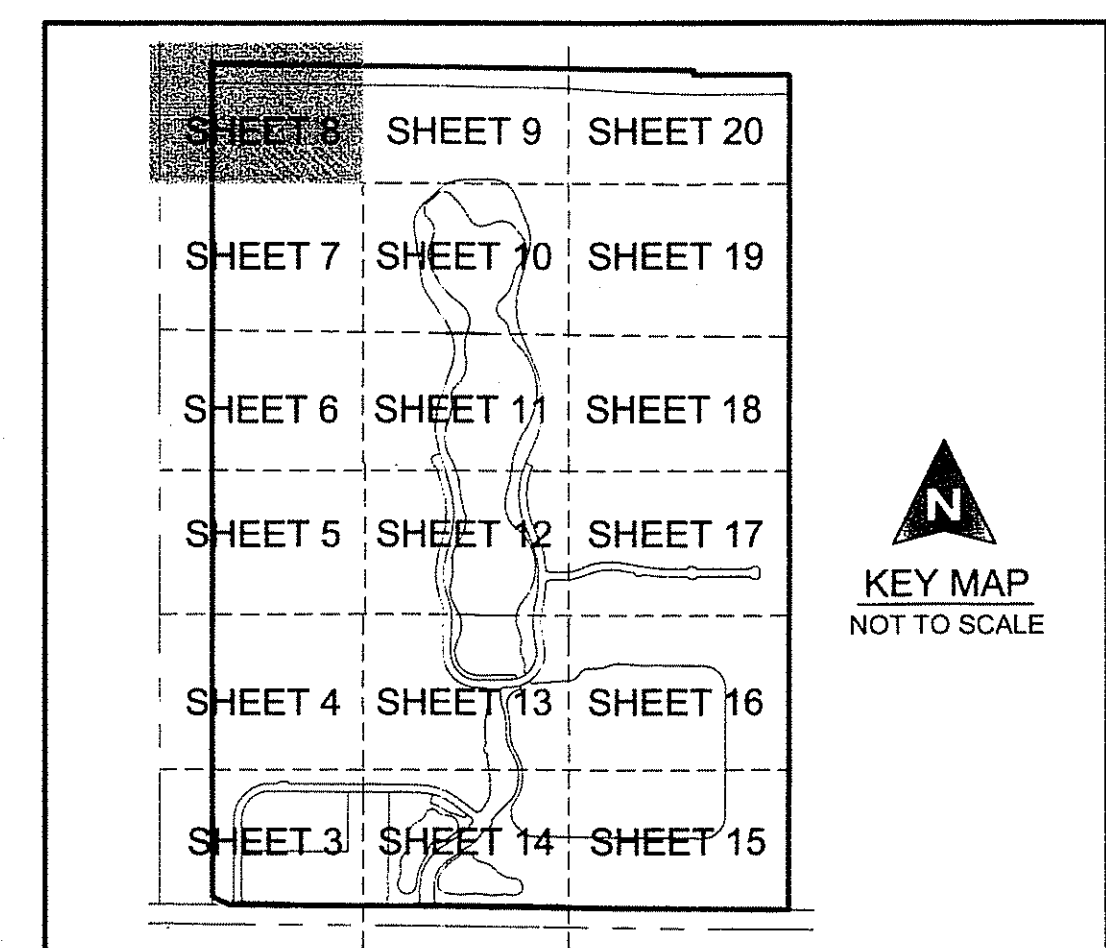 SHEET 8 SHEET 9 SHEET 20
SHEET 7 SHEET 10 SHEET 19
SHEET 6 SHEET 11 SHEET 18
SHEET 5 SHEET 12 SHEET 17
SHEET 4 SHEET 13 SHEET 16
SHEET 3 SHEET 14 SHEET 15
N
KEY MAP
NOT TO SCALE